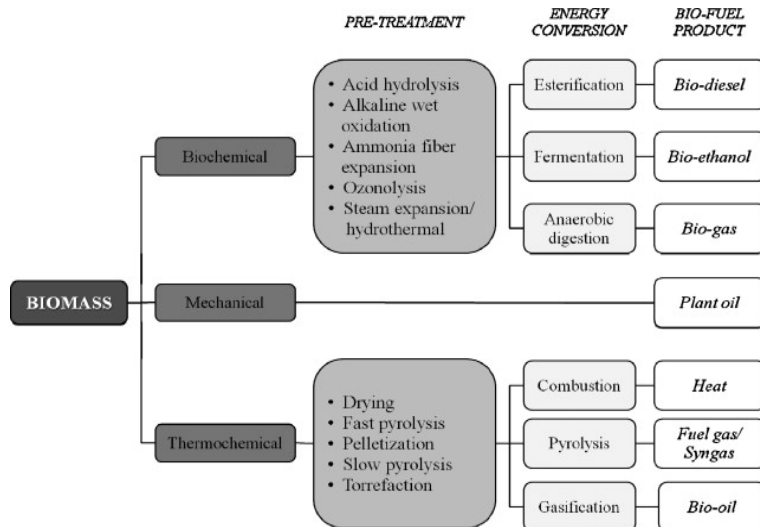 PRE-TREATMENT
ENERGY
CONVERSION
BIO-FUEL
PRODUCT
BIOMASS
Biochemical
• Acid hydrolysis
• Alkaline wet
oxidation
• Ammonia fiber
expansion
• Ozonolysis
• Steam expansion/
hydrothermal
Esterification
Bio-diesel
Fermentation
Bio-ethanol
Anaerobic
digestion
Bio-gas
Mechanical
Plant oil
Thermochemical
• Drying
• Fast pyrolysis
• Pelletization
• Slow pyrolysis
• Torrefaction
Combustion
Heat
Pyrolysis
Fuel gas/
Syngas
Gasification
Bio-oil